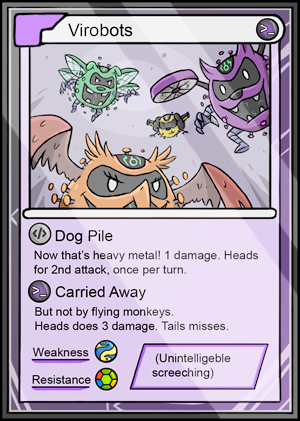 Virobots
>_
</> Dog Pile
Now that's heavy metal! 1 damage. Heads
for 2nd attack, once per turn.
>_ Carried Away
But not by flying monkeys.
Heads does 3 damage. Tails misses.
Weakness
Resistance
(Unintelligeble
screeching)